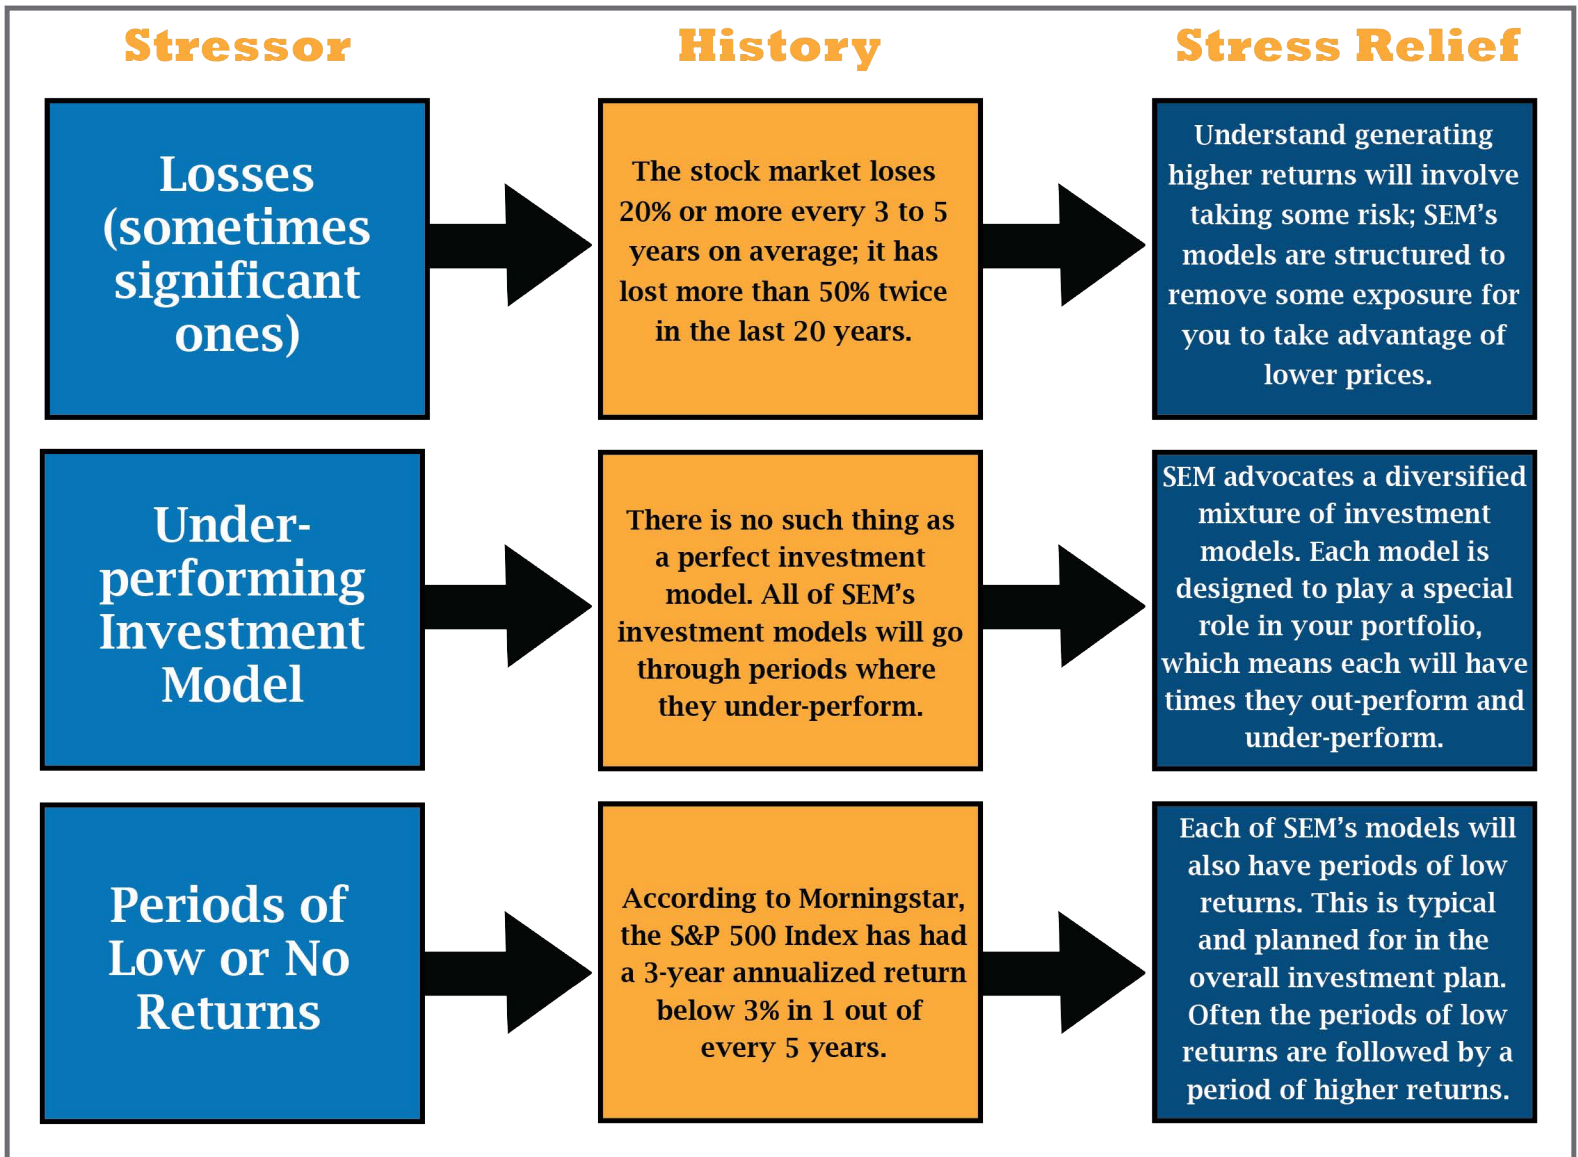 Stressor
History
Stress Relief
Losses
(sometimes
significant
ones)
The stock market loses
20% or more every 3 to 5
years on average; it has
lost more than 50% twice
in the last 20 years.
Understand generating
higher returns will involve
taking some risk; SEM's
models are structured to
remove some exposure for
you to take advantage of
lower prices.
Under-
performing
Investment
Model
There is no such thing as
a perfect investment
model. All of SEM's
investment models will go
through periods where
they under-perform.
SEM advocates a diversified
mixture of investment
models. Each model is
designed to play a special
role in your portfolio,
which means each will have
times they out-perform and
under-perform.
Periods of
Low or No
Returns
According to Morningstar,
the S&P 500 Index has had
a 3-year annualized return
below 3% in 1 out of
every 5 years.
Each of SEM's models will
also have periods of low
returns. This is typical
and planned for in the
overall investment plan.
Often the periods of low
returns are followed by a
period of higher returns.